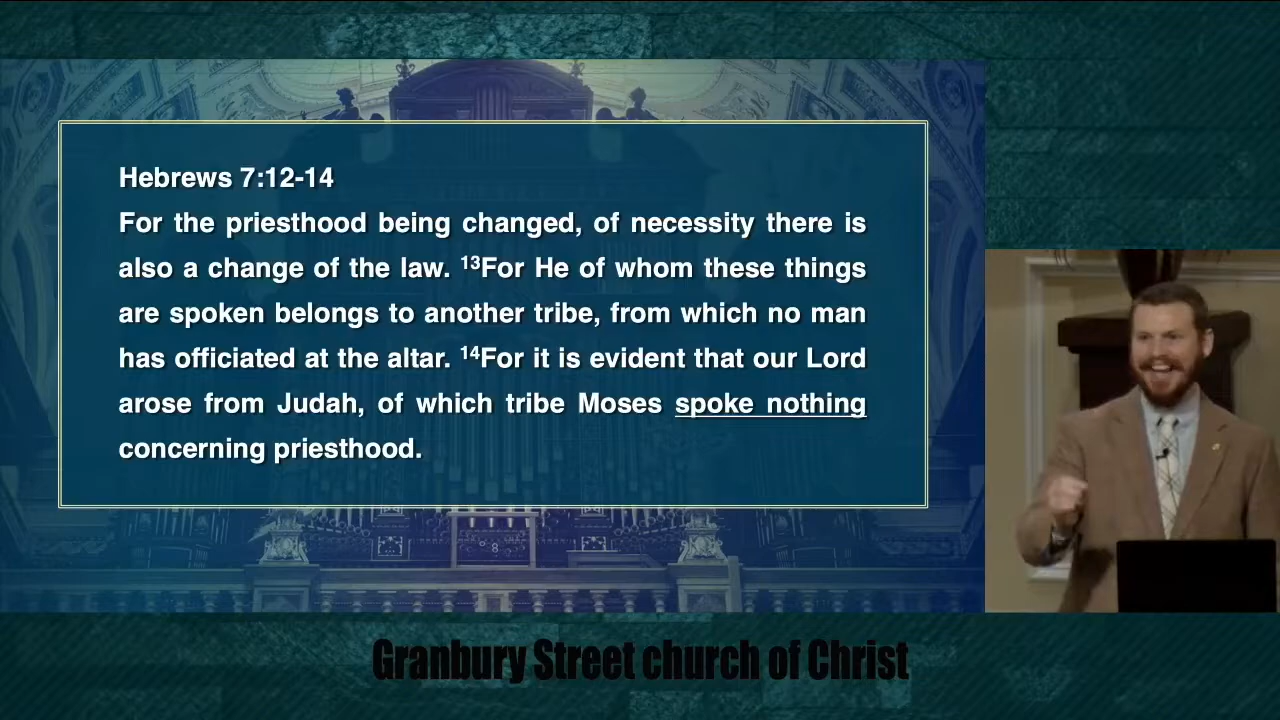 Hebrews 7:12-14
For the priesthood being changed, of necessity there is
also a change of the law. ¹³For He of whom these things
are spoken belongs to another tribe, from which no man
has officiated at the altar. ¹⁴For it is evident that our Lord
arose from Judah, of which tribe Moses spoke nothing
concerning priesthood.
Granbury Street church of Christ